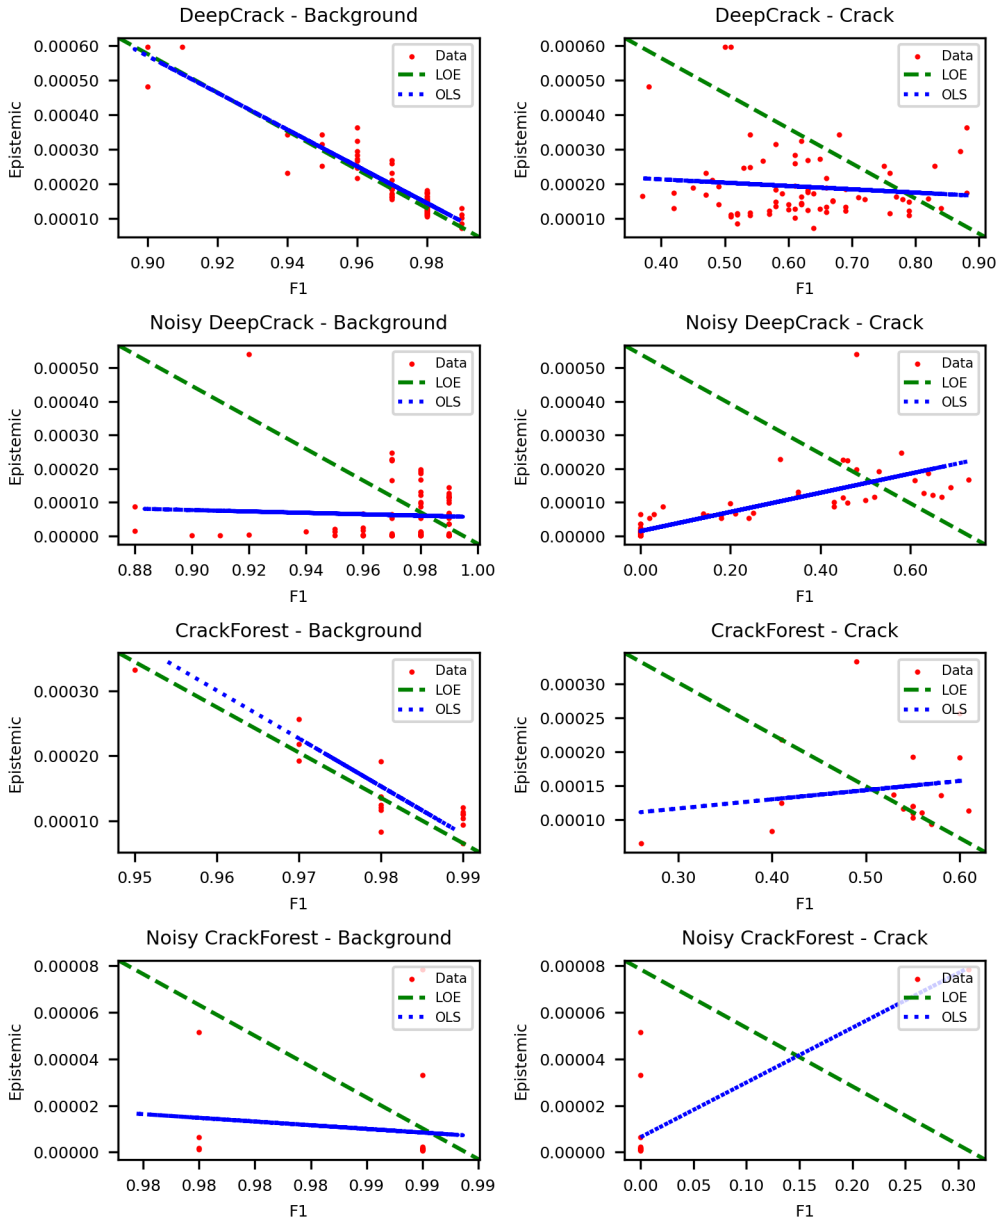 DeepCrack - Background
0.00060
0.00050
0.00040
0.00030
0.00020
0.00010
Epistemic
Data
LOE
OLS
0.90 0.92 0.94 0.96 0.98
F1
DeepCrack - Crack
0.00060
0.00050
0.00040
0.00030
0.00020
0.00010
Epistemic
Data
LOE
OLS
0.40 0.50 0.60 0.70 0.80 0.90
F1
Noisy DeepCrack - Background
0.00050
0.00040
0.00030
0.00020
0.00010
0.00000
Epistemic
Data
LOE
OLS
0.88 0.90 0.92 0.94 0.96 0.98 1.00
F1
Noisy DeepCrack - Crack
0.00050
0.00040
0.00030
0.00020
0.00010
0.00000
Epistemic
Data
LOE
OLS
0.00 0.20 0.40 0.60
F1
CrackForest - Background
0.00030
0.00020
0.00010
Epistemic
Data
LOE
OLS
0.95 0.96 0.97 0.98 0.99
F1
CrackForest - Crack
0.00030
0.00025
0.00020
0.00015
0.00010
Epistemic
Data
LOE
OLS
0.30 0.40 0.50 0.60
F1
Noisy CrackForest - Background
0.00008
0.00006
0.00004
0.00002
0.00000
Epistemic
Data
LOE
OLS
0.98 0.98 0.98 0.99 0.99 0.99 0.99
F1
Noisy CrackForest - Crack
0.00008
0.00006
0.00004
0.00002
0.00000
Epistemic
Data
LOE
OLS
0.00 0.05 0.10 0.15 0.20 0.25 0.30
F1